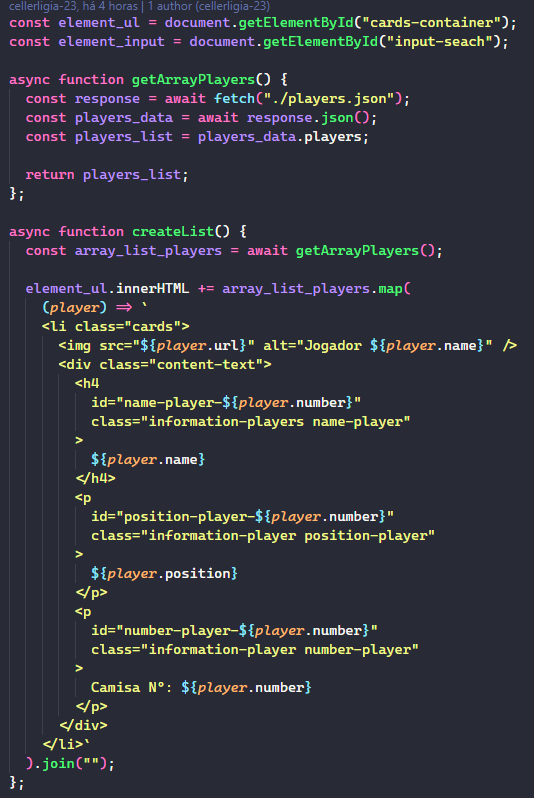 cellerligia-23, há 4 horas | 1 author (cellerligia-23)
const element_ul = document.getElementById("cards-container");
const element_input = document.getElementById("input-seach");

async function getArrayPlayers() {
  const response = await fetch("./players.json");
  const players_data = await response.json();
  const players_list = players_data.players;

  return players_list;
};

async function createList() {
  const array_list_players = await getArrayPlayers();

  element_ul.innerHTML += array_list_players.map(
    (player) => `
    <li class="cards">
      <img src="${player.url}" alt="Jogador ${player.name}" />
      <div class="content-text">
        <h4
          id="name-player-${player.number}"
          class="information-players name-player"
        >
          ${player.name}
        </h4>
        <p
          id="position-player-${player.number}"
          class="information-player position-player"
        >
          ${player.position}
        </p>
        <p
          id="number-player-${player.number}"
          class="information-player number-player"
        >
          Camisa Nº: ${player.number}
        </p>
      </div>
    </li>`
  ).join("");
};